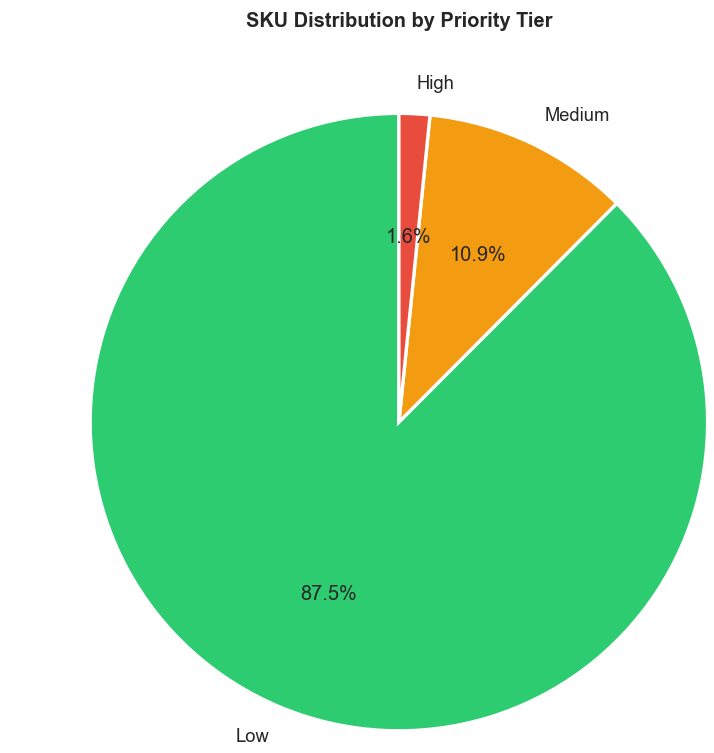 SKU Distribution by Priority Tier
High
Medium
1.6%
10.9%
87.5%
Low